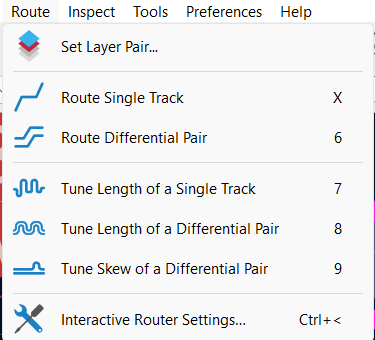 Route Inspect Tools Preferences Help
Set Layer Pair...
Route Single Track X
Route Differential Pair 6
Tune Length of a Single Track 7
Tune Length of a Differential Pair 8
Tune Skew of a Differential Pair 9
Interactive Router Settings... Ctrl+<